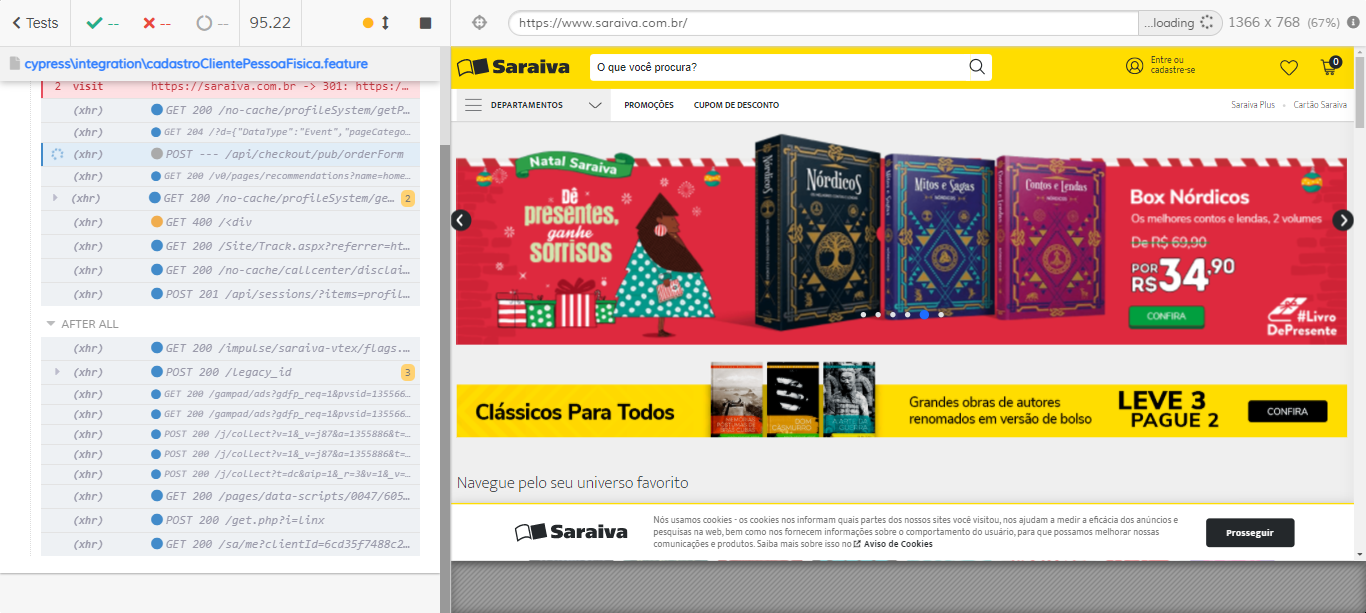 Tests
--
--
--
95.22
https://www.saraiva.com.br/
...loading
1366 x 768 (67%)
cypress\integration\cadastroClientePessoaFisica.feature
2 visit https://saraiva.com.br -> 301: https:/…
(xhr) GET 200 /no-cache/profileSystem/getP…
(xhr) GET 204 /?d={"DataType":"Event","pageCatego…
(xhr) POST --- /api/checkout/pub/orderForm
(xhr) GET 200 /v0/pages/recommendations?name=home…
(xhr) GET 200 /no-cache/profileSystem/ge… 2
(xhr) GET 400 /<div
(xhr) GET 200 /Site/Track.aspx?referrer=ht…
(xhr) GET 200 /no-cache/callcenter/disclai…
(xhr) POST 201 /api/sessions/?items=profil…
AFTER ALL
(xhr) GET 200 /impulse/saraiva-vtex/flags.…
(xhr) POST 200 /legacy_id 3
(xhr) GET 200 /gampad/ads?gdfp_req=1&pvsid=135566…
(xhr) GET 200 /gampad/ads?gdfp_req=1&pvsid=135566…
(xhr) POST 200 /j/collect?v=1&_v=j87&a=1355886&t=…
(xhr) POST 200 /j/collect?v=1&_v=j87&a=1355886&t=…
(xhr) POST 200 /j/collect?t=dc&aip=1&_r=3&v=1&_v=…
(xhr) GET 200 /pages/data-scripts/0047/605…
(xhr) POST 200 /get.php?i=linx
(xhr) GET 200 /sa/me?clientId=6cd35f7488c2…
Saraiva
O que você procura?
Entre ou
cadastre-se
0
DEPARTAMENTOS
PROMOÇÕES
CUPOM DE DESCONTO
Saraiva Plus
Cartão Saraiva
Natal Saraiva
Dê
presentes,
ganhe
sorrisos
Nórdicos
Mitos e Sagas
NÓRDICOS
Contos e Lendas
NÓRDICOS
Box Nórdicos
Os melhores contos e lendas, 2 volumes
De R$ 69,90
POR
R$34,90
CONFIRA
#Livro
DePresente
Clássicos Para Todos
MEMÓRIAS
PÓSTUMAS DE
BRÁS CUBAS
DOM
CASMURRO
A ARTE DA
GUERRA
Grandes obras de autores
renomados em versão de bolso
LEVE 3
PAGUE 2
CONFIRA
Navegue pelo seu universo favorito
Saraiva
Nós usamos cookies - os cookies nos informam quais partes dos nossos sites você visitou, nos ajudam a medir a eficácia dos anúncios e
pesquisas na web, bem como nos fornecem informações sobre o comportamento do usuário, para que possamos melhorar nossas
comunicações e produtos. Saiba mais sobre isso no Aviso de Cookies
Prosseguir